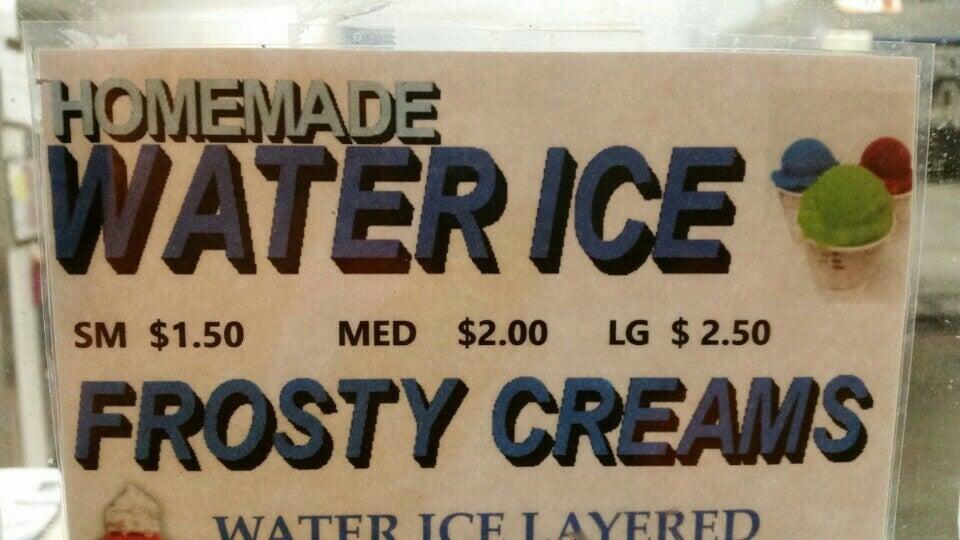 HOMEMADE
WATER ICE
SM $1.50 MED $2.00 LG $ 2.50
FROSTY CREAMS
WATER ICE LAYERED